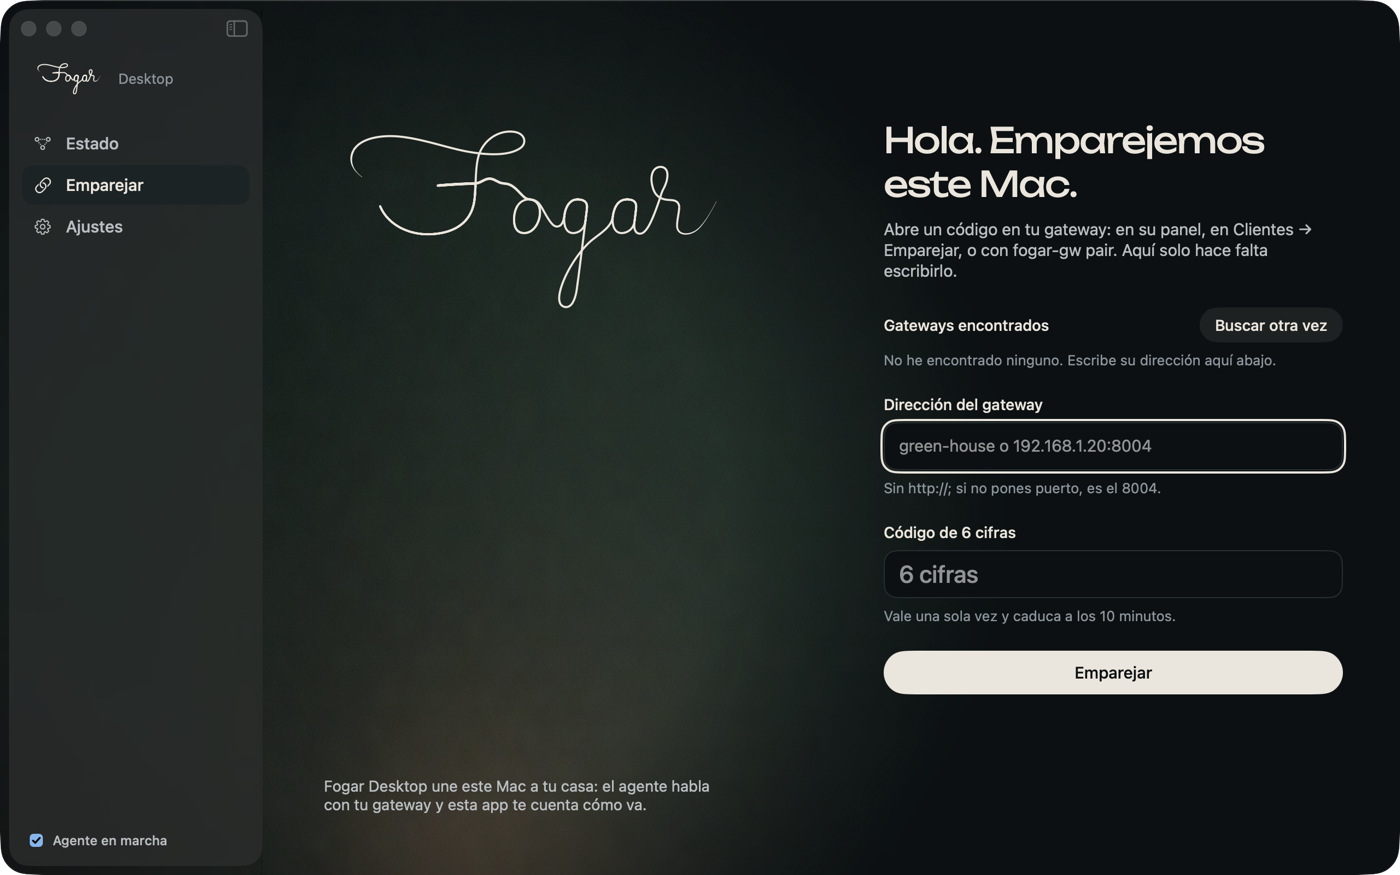 Fogar Desktop
Estado
Emparejar
Ajustes
Agente en marcha
Fogar
Fogar Desktop une este Mac a tu casa: el agente habla
con tu gateway y esta app te cuenta cómo va.
Hola. Emparejemos
este Mac.
Abre un código en tu gateway: en su panel, en Clientes →
Emparejar, o con fogar-gw pair. Aquí solo hace falta
escribirlo.
Gateways encontrados
Buscar otra vez
No he encontrado ninguno. Escribe su dirección aquí abajo.
Dirección del gateway
green-house o 192.168.1.20:8004
Sin http://; si no pones puerto, es el 8004.
Código de 6 cifras
6 cifras
Vale una sola vez y caduca a los 10 minutos.
Emparejar